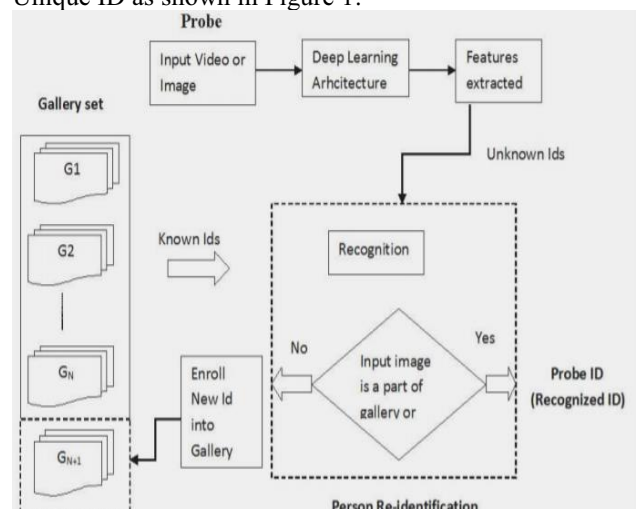 Unique ID as shown in Figure 1.
Probe
Input Video or
Image
Deep Learning
Arhcitecture
Features
extracted
Gallery set
Unknown Ids
G1
G2
Known Ids
Recognition
GN
No
Yes
Input image
is a part of
gallery or
Enroll
New Id
into
Gallery
Probe ID
(Recognized ID)
GN+1
Person Re-identification